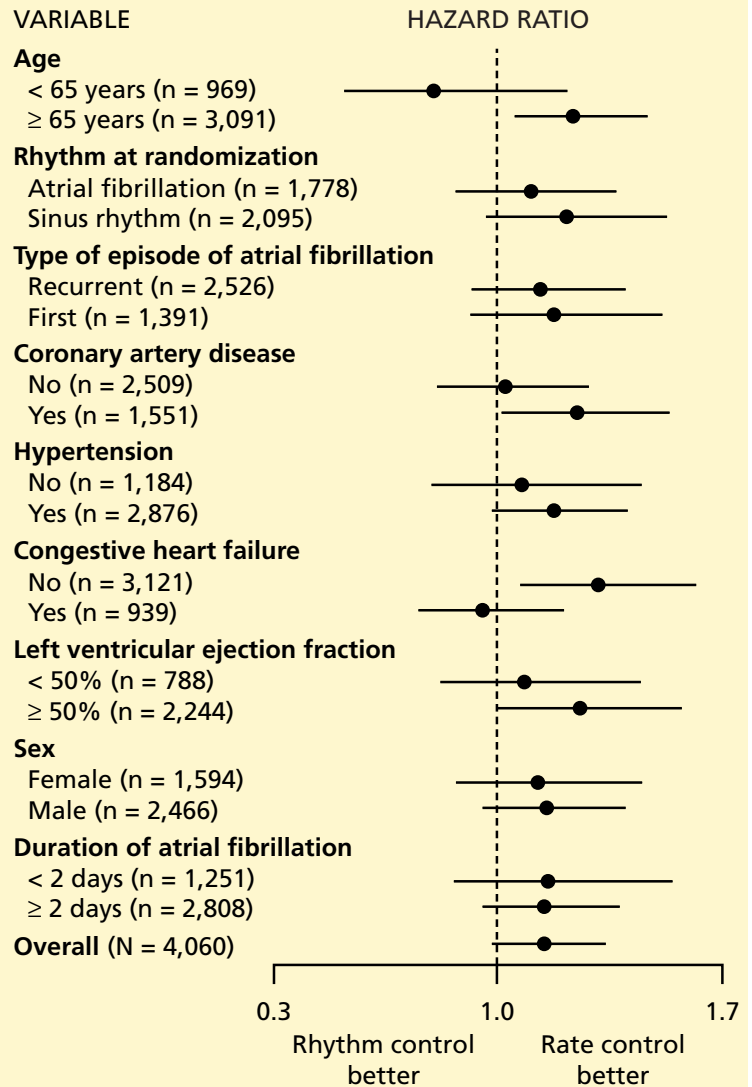 VARIABLE HAZARD RATIO
Age
< 65 years (n = 969)
≥ 65 years (n = 3,091)
Rhythm at randomization
Atrial fibrillation (n = 1,778)
Sinus rhythm (n = 2,095)
Type of episode of atrial fibrillation
Recurrent (n = 2,526)
First (n = 1,391)
Coronary artery disease
No (n = 2,509)
Yes (n = 1,551)
Hypertension
No (n = 1,184)
Yes (n = 2,876)
Congestive heart failure
No (n = 3,121)
Yes (n = 939)
Left ventricular ejection fraction
< 50% (n = 788)
≥ 50% (n = 2,244)
Sex
Female (n = 1,594)
Male (n = 2,466)
Duration of atrial fibrillation
< 2 days (n = 1,251)
≥ 2 days (n = 2,808)
Overall (N = 4,060)
0.3 1.0 1.7
Rhythm control Rate control
better better